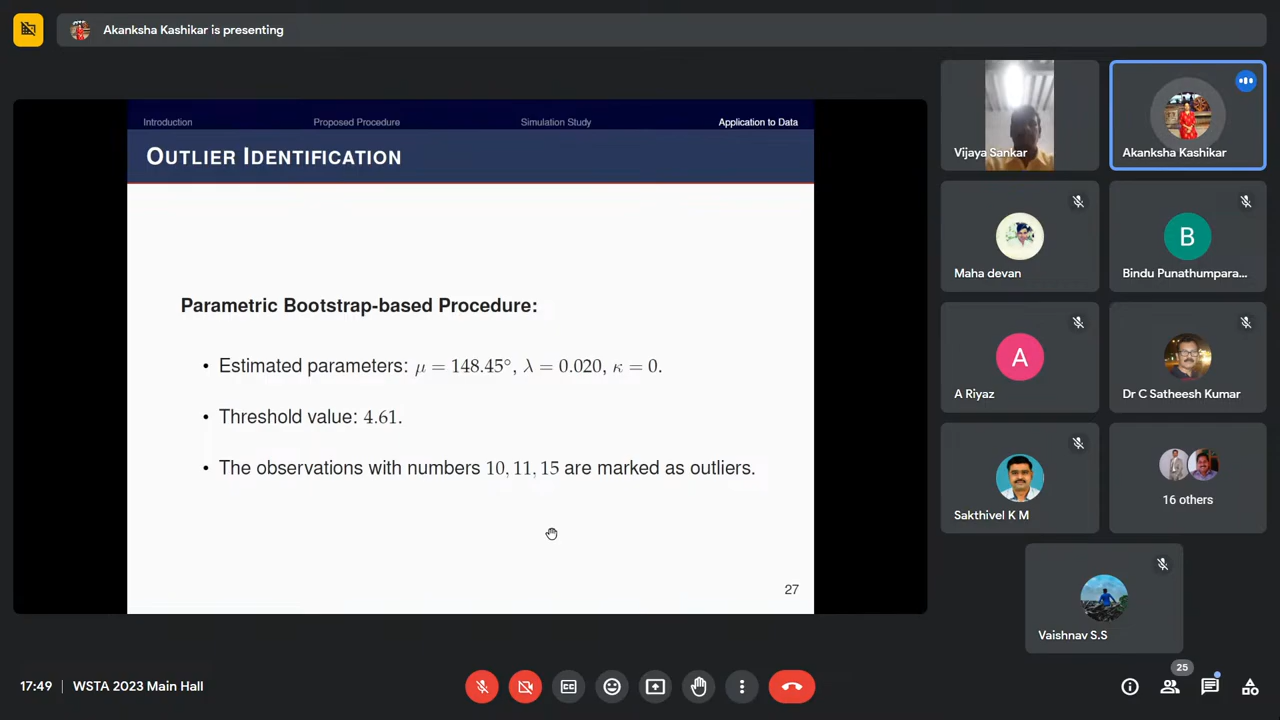 Akanksha Kashikar is presenting
Introduction Proposed Procedure Simulation Study Application to Data
OUTLIER IDENTIFICATION
Parametric Bootstrap-based Procedure:
• Estimated parameters: μ = 148.45°, λ = 0.020, κ = 0.
• Threshold value: 4.61.
• The observations with numbers 10, 11, 15 are marked as outliers.
27
Vijaya Sankar
Akanksha Kashikar
Maha devan
B
Bindu Punathumpara...
A
A Riyaz
Dr C Satheesh Kumar
Sakthivel K M
16 others
Vaishnav S.S
17:49 | WSTA 2023 Main Hall
25